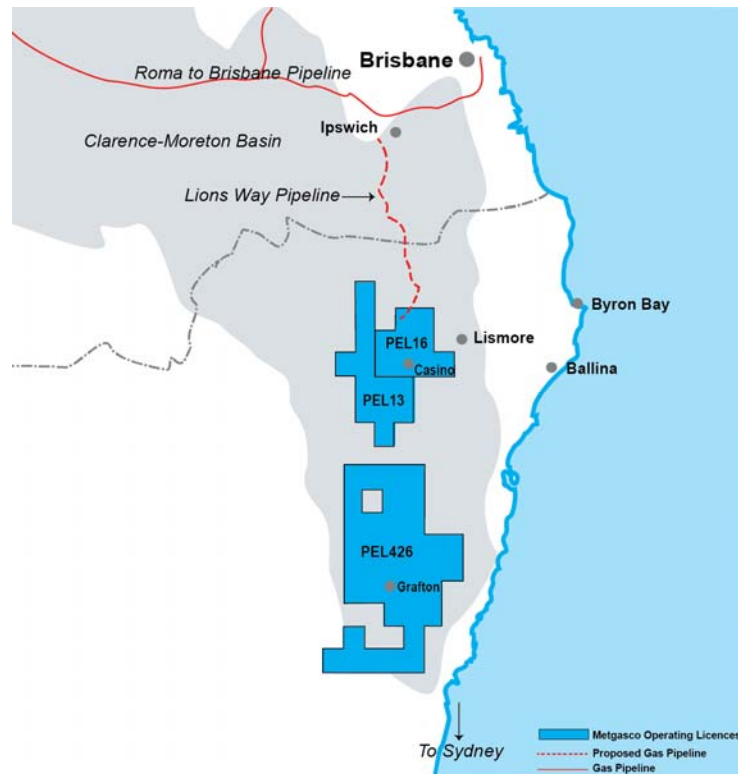 Brisbane
Roma to Brisbane Pipeline
Ipswich
Clarence-Moreton Basin
Lions Way Pipeline
Byron Bay
PEL16
Lismore
Casino
Ballina
PEL13
PEL426
Grafton
To Sydney
Metgasco Operating Licences
Proposed Gas Pipeline
Gas Pipeline